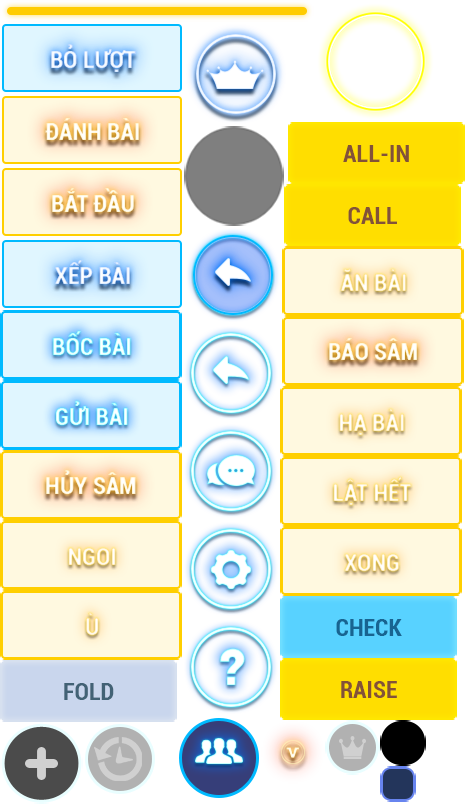 BỎ LƯỢT
ĐÁNH BÀI
BẮT ĐẦU
XẾP BÀI
BỐC BÀI
GỬI BÀI
HỦY SÂM
NGOI
Ù
FOLD
?
V
ALL-IN
CALL
ĂN BÀI
BÁO SÂM
HẠ BÀI
LẬT HẾT
XONG
CHECK
RAISE